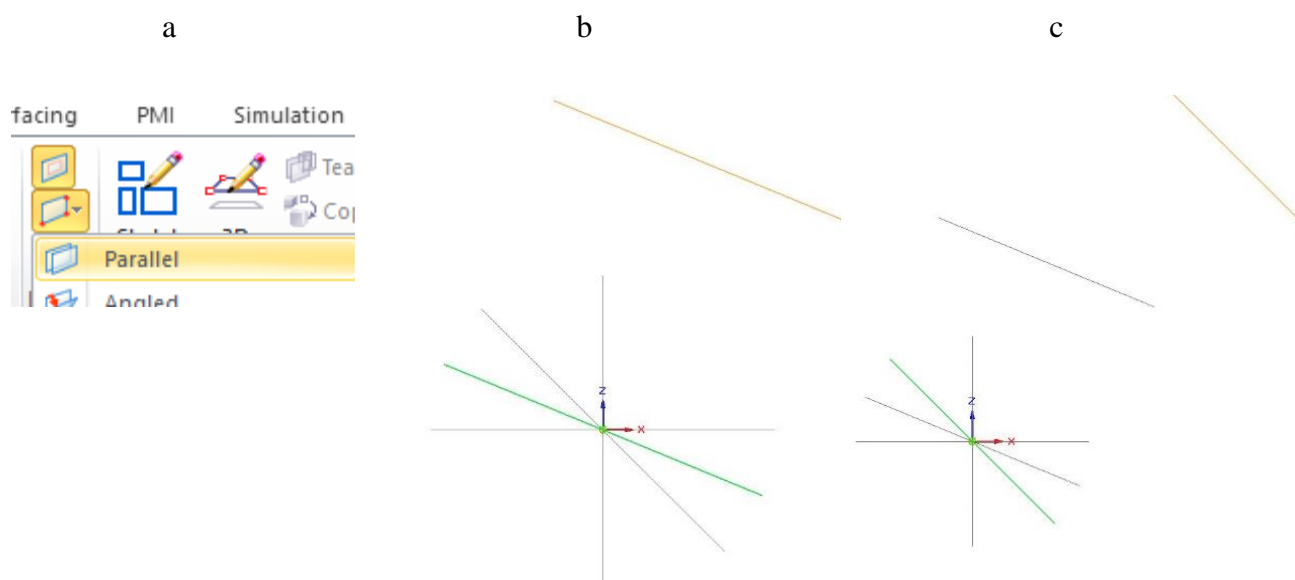 a b c
facing PMI Simulation
Tea
Cop
Parallel
Angled
Z
X
Z
X